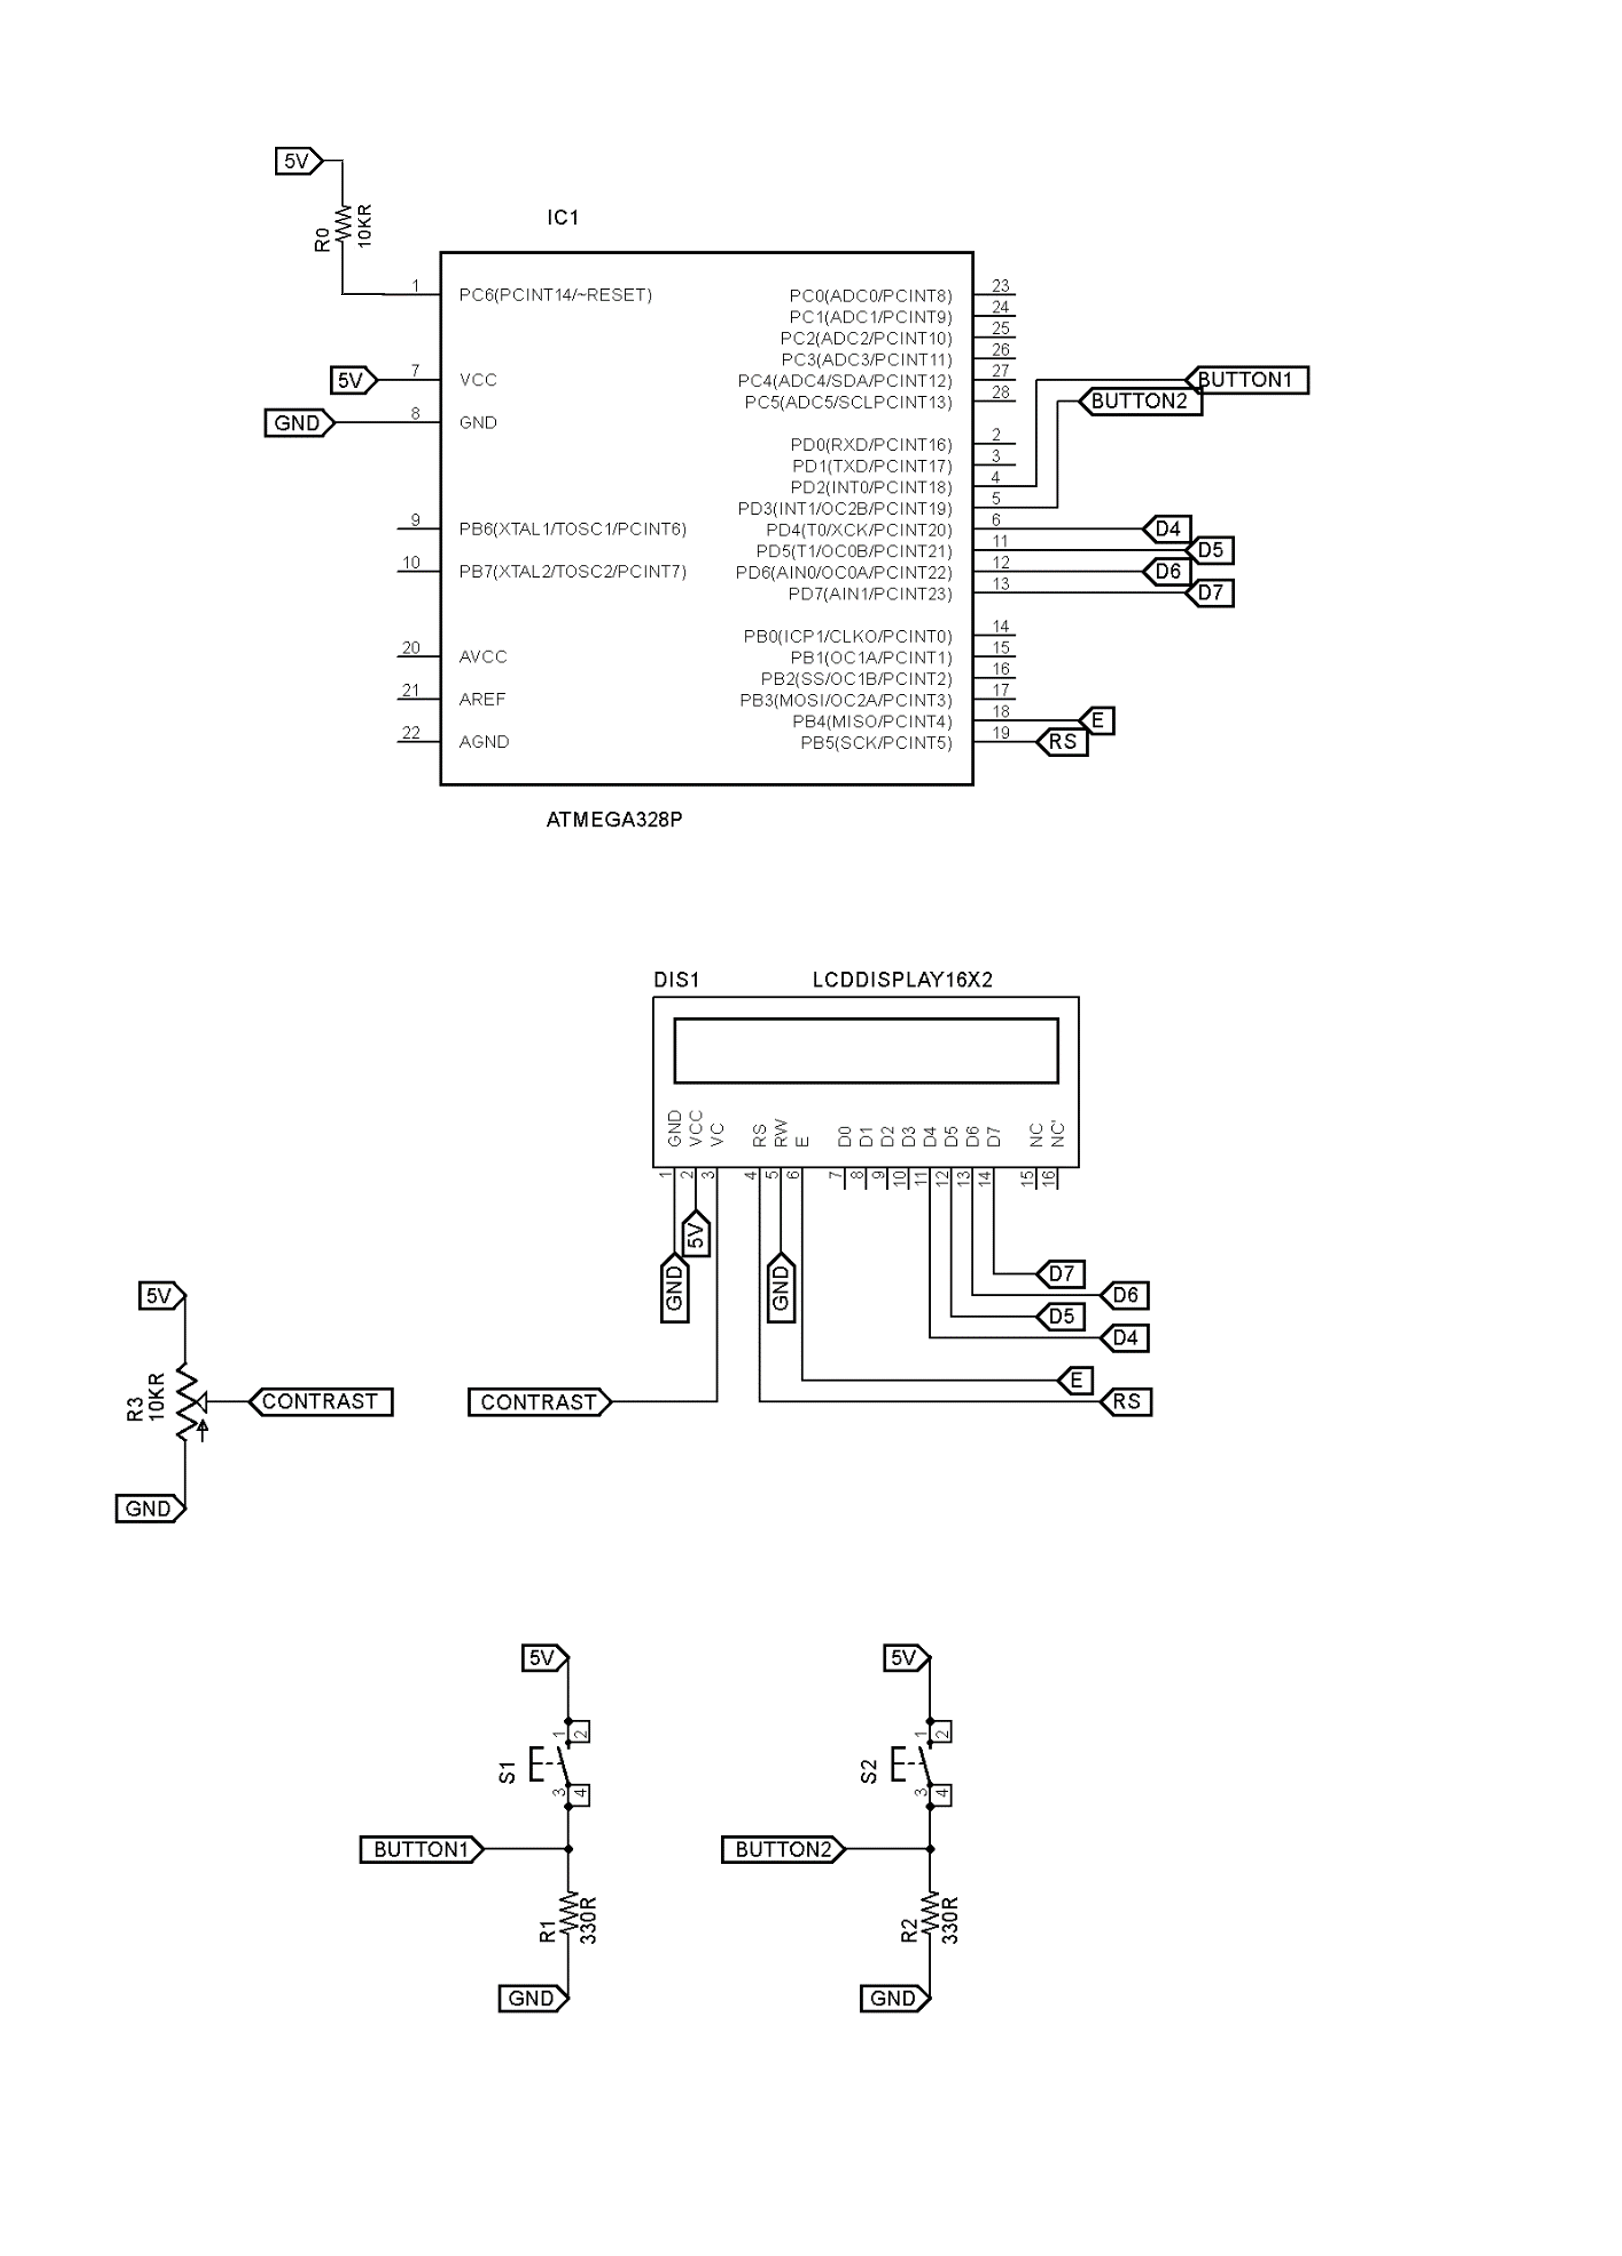 5V
R0
10KR
IC1
1
PC6(PCINT14/~RESET)
5V
7
VCC
GND
8
GND
9
PB6(XTAL1/TOSC1/PCINT6)
10
PB7(XTAL2/TOSC2/PCINT7)
20
AVCC
21
AREF
22
AGND
PC0(ADC0/PCINT8)
23
PC1(ADC1/PCINT9)
24
PC2(ADC2/PCINT10)
25
PC3(ADC3/PCINT11)
26
PC4(ADC4/SDA/PCINT12)
27
PC5(ADC5/SCLPCINT13)
28
PD0(RXD/PCINT16)
2
PD1(TXD/PCINT17)
3
PD2(INT0/PCINT18)
4
BUTTON1
PD3(INT1/OC2B/PCINT19)
5
BUTTON2
PD4(T0/XCK/PCINT20)
6
D4
PD5(T1/OC0B/PCINT21)
11
D5
PD6(AIN0/OC0A/PCINT22)
12
D6
PD7(AIN1/PCINT23)
13
D7
PB0(ICP1/CLKO/PCINT0)
14
PB1(OC1A/PCINT1)
15
PB2(SS/OC1B/PCINT2)
16
PB3(MOSI/OC2A/PCINT3)
17
PB4(MISO/PCINT4)
18
E
PB5(SCK/PCINT5)
19
RS
ATMEGA328P
DIS1
LCDDISPLAY16X2
GND
VCC
VC
RS
RW
E
D0
D1
D2
D3
D4
D5
D6
D7
NC
NC'
1
2
3
4
5
6
7
8
9
10
11
12
13
14
15
16
5V
GND
GND
D7
D6
D5
D4
E
RS
CONTRAST
5V
R3
10KR
CONTRAST
GND
5V
1
2
S1
3
4
BUTTON1
R1
330R
GND
5V
1
2
S2
3
4
BUTTON2
R2
330R
GND